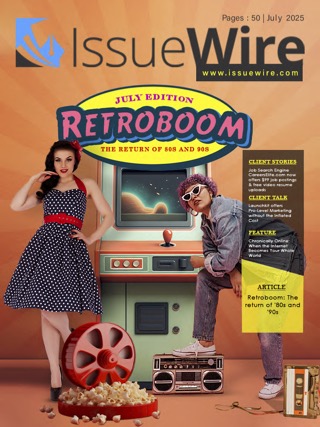 Pages : 50 | July 2025
IssueWire
www.issuewire.com
JULY EDITION
RETROBOOM
THE RETURN OF 80S AND 90S
CLIENT STORIES
Job Search Engine
CareersElite.com now
offers $99 job postings
& free video resume
uploads
CLIENT TALK
LaunchKit offers
Pro-Level Marketing
without the Inflated
Cost
FEATURE
Chronically Online:
When the Internet
Becomes Your Whole
World
ARTICLE
Retroboom: The
return of '80s and
'90s